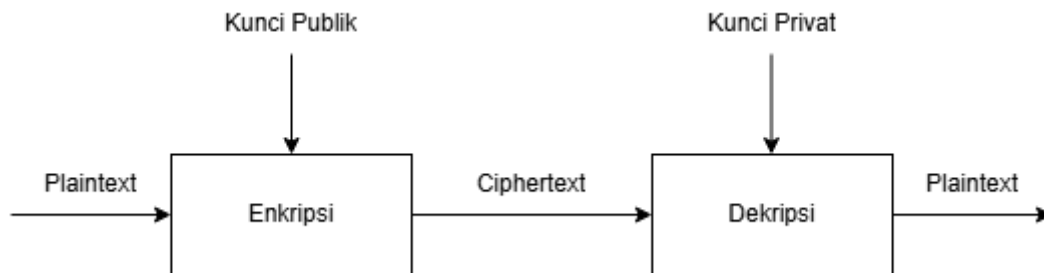 Kunci Publik
Kunci Privat
Plaintext
Enkripsi
Ciphertext
Dekripsi
Plaintext